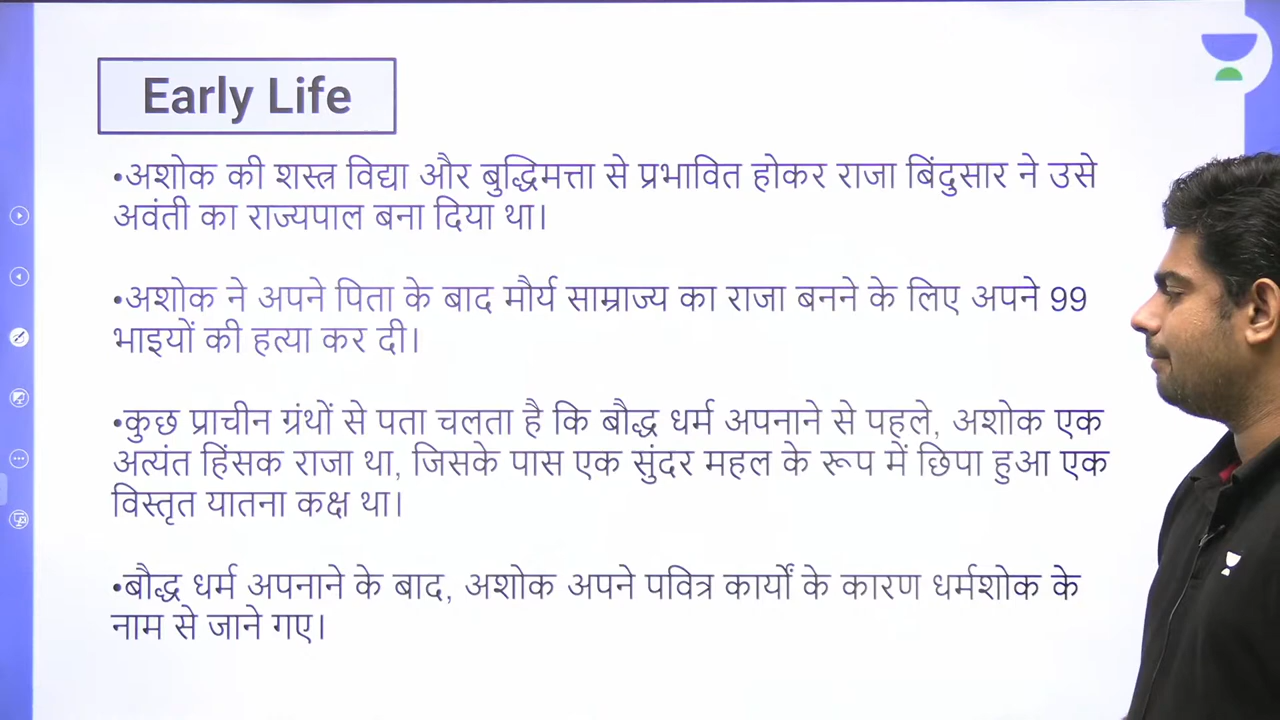 Early Life
•अशोक की शस्त्र विद्या और बुद्धिमत्ता से प्रभावित होकर राजा बिंदुसार ने उसे
अवंती का राज्यपाल बना दिया था।
•अशोक ने अपने पिता के बाद मौर्य साम्राज्य का राजा बनने के लिए अपने 99
भाइयों की हत्या कर दी।
•कुछ प्राचीन ग्रंथों से पता चलता है कि बौद्ध धर्म अपनाने से पहले, अशोक एक
अत्यंत हिंसक राजा था, जिसके पास एक सुंदर महल के रूप में छिपा हुआ एक
विस्तृत यातना कक्ष था।
•बौद्ध धर्म अपनाने के बाद, अशोक अपने पवित्र कार्यों के कारण धर्मशोक के
नाम से जाने गए।